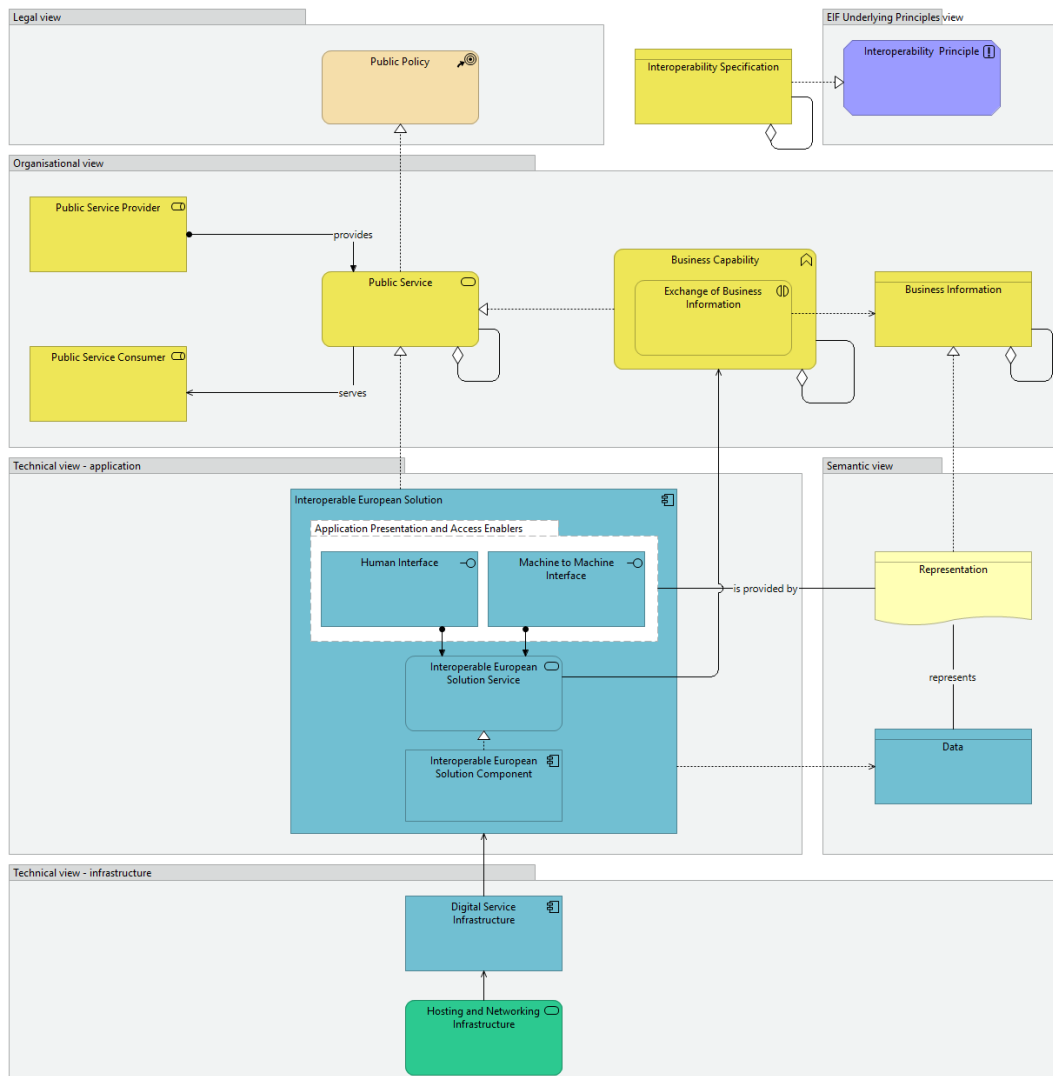 Legal view
EIF Underlying Principles view
Public Policy
Interoperability Specification
Interoperability Principle
Organisational view
Public Service Provider
provides
Public Service
Business Capability
Exchange of Business
Information
Business Information
Public Service Consumer
serves
Technical view - application
Semantic view
Interoperable European Solution
Application Presentation and Access Enablers
Human Interface
Machine to Machine
Interface
is provided by
Representation
Interoperable European
Solution Service
represents
Interoperable European
Solution Component
Data
Technical view - infrastructure
Digital Service
Infrastructure
Hosting and Networking
Infrastructure